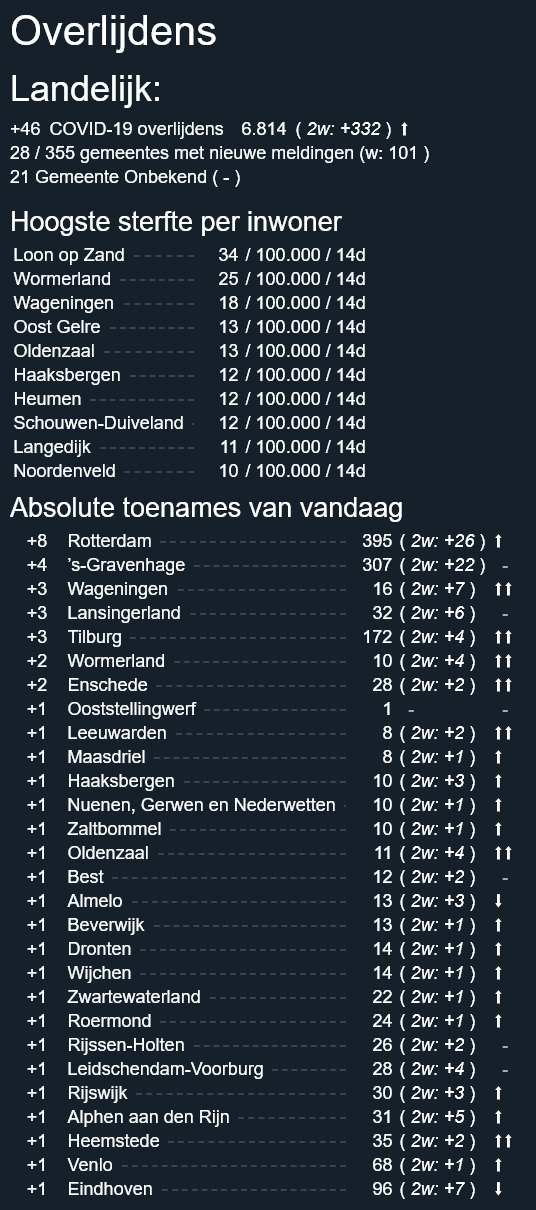 Overlijdens
Landelijk:
+46 COVID-19 overlijdens 6.814 ( 2w: +332 ) ⬆
28 / 355 gemeentes met nieuwe meldingen (w: 101 )
21 Gemeente Onbekend ( - )
Hoogste sterfte per inwoner
Loon op Zand ------- 34 / 100.000 / 14d
Wormerland -------- 25 / 100.000 / 14d
Wageningen -------- 18 / 100.000 / 14d
Oost Gelre --------- 13 / 100.000 / 14d
Oldenzaal ---------- 13 / 100.000 / 14d
Haaksbergen ------- 12 / 100.000 / 14d
Heumen ----------- 12 / 100.000 / 14d
Schouwen-Duiveland - 12 / 100.000 / 14d
Langedijk ---------- 11 / 100.000 / 14d
Noordenveld -------- 10 / 100.000 / 14d
Absolute toenames van vandaag
+8 Rotterdam ------------------- 395 ( 2w: +26 ) ⬆
+4 ’s-Gravenhage ---------------- 307 ( 2w: +22 ) -
+3 Wageningen ------------------ 16 ( 2w: +7 ) ⬆⬆
+3 Lansingerland ----------------- 32 ( 2w: +6 ) -
+3 Tilburg ---------------------- 172 ( 2w: +4 ) ⬆⬆
+2 Wormerland ------------------ 10 ( 2w: +4 ) ⬆⬆
+2 Enschede -------------------- 28 ( 2w: +2 ) ⬆⬆
+1 Ooststellingwerf --------------- 1 - -
+1 Leeuwarden ------------------ 8 ( 2w: +2 ) ⬆⬆
+1 Maasdriel -------------------- 8 ( 2w: +1 ) ⬆
+1 Haaksbergen ----------------- 10 ( 2w: +3 ) ⬆
+1 Nuenen, Gerwen en Nederwetten - 10 ( 2w: +1 ) ⬆
+1 Zaltbommel ------------------ 10 ( 2w: +1 ) ⬆
+1 Oldenzaal ------------------- 11 ( 2w: +4 ) ⬆⬆
+1 Best ----------------------- 12 ( 2w: +2 ) -
+1 Almelo --------------------- 13 ( 2w: +3 ) ⬇
+1 Beverwijk ------------------- 13 ( 2w: +1 ) ⬆
+1 Dronten --------------------- 14 ( 2w: +1 ) ⬆
+1 Wijchen --------------------- 14 ( 2w: +1 ) ⬆
+1 Zwartewaterland -------------- 22 ( 2w: +1 ) ⬆
+1 Roermond ------------------- 24 ( 2w: +1 ) ⬆
+1 Rijssen-Holten ---------------- 26 ( 2w: +2 ) -
+1 Leidschendam-Voorburg -------- 28 ( 2w: +4 ) -
+1 Rijswijk --------------------- 30 ( 2w: +3 ) ⬆
+1 Alphen aan den Rijn ----------- 31 ( 2w: +5 ) ⬆
+1 Heemstede ------------------ 35 ( 2w: +2 ) ⬆⬆
+1 Venlo ---------------------- 68 ( 2w: +1 ) ⬆
+1 Eindhoven ------------------- 96 ( 2w: +7 ) ⬇